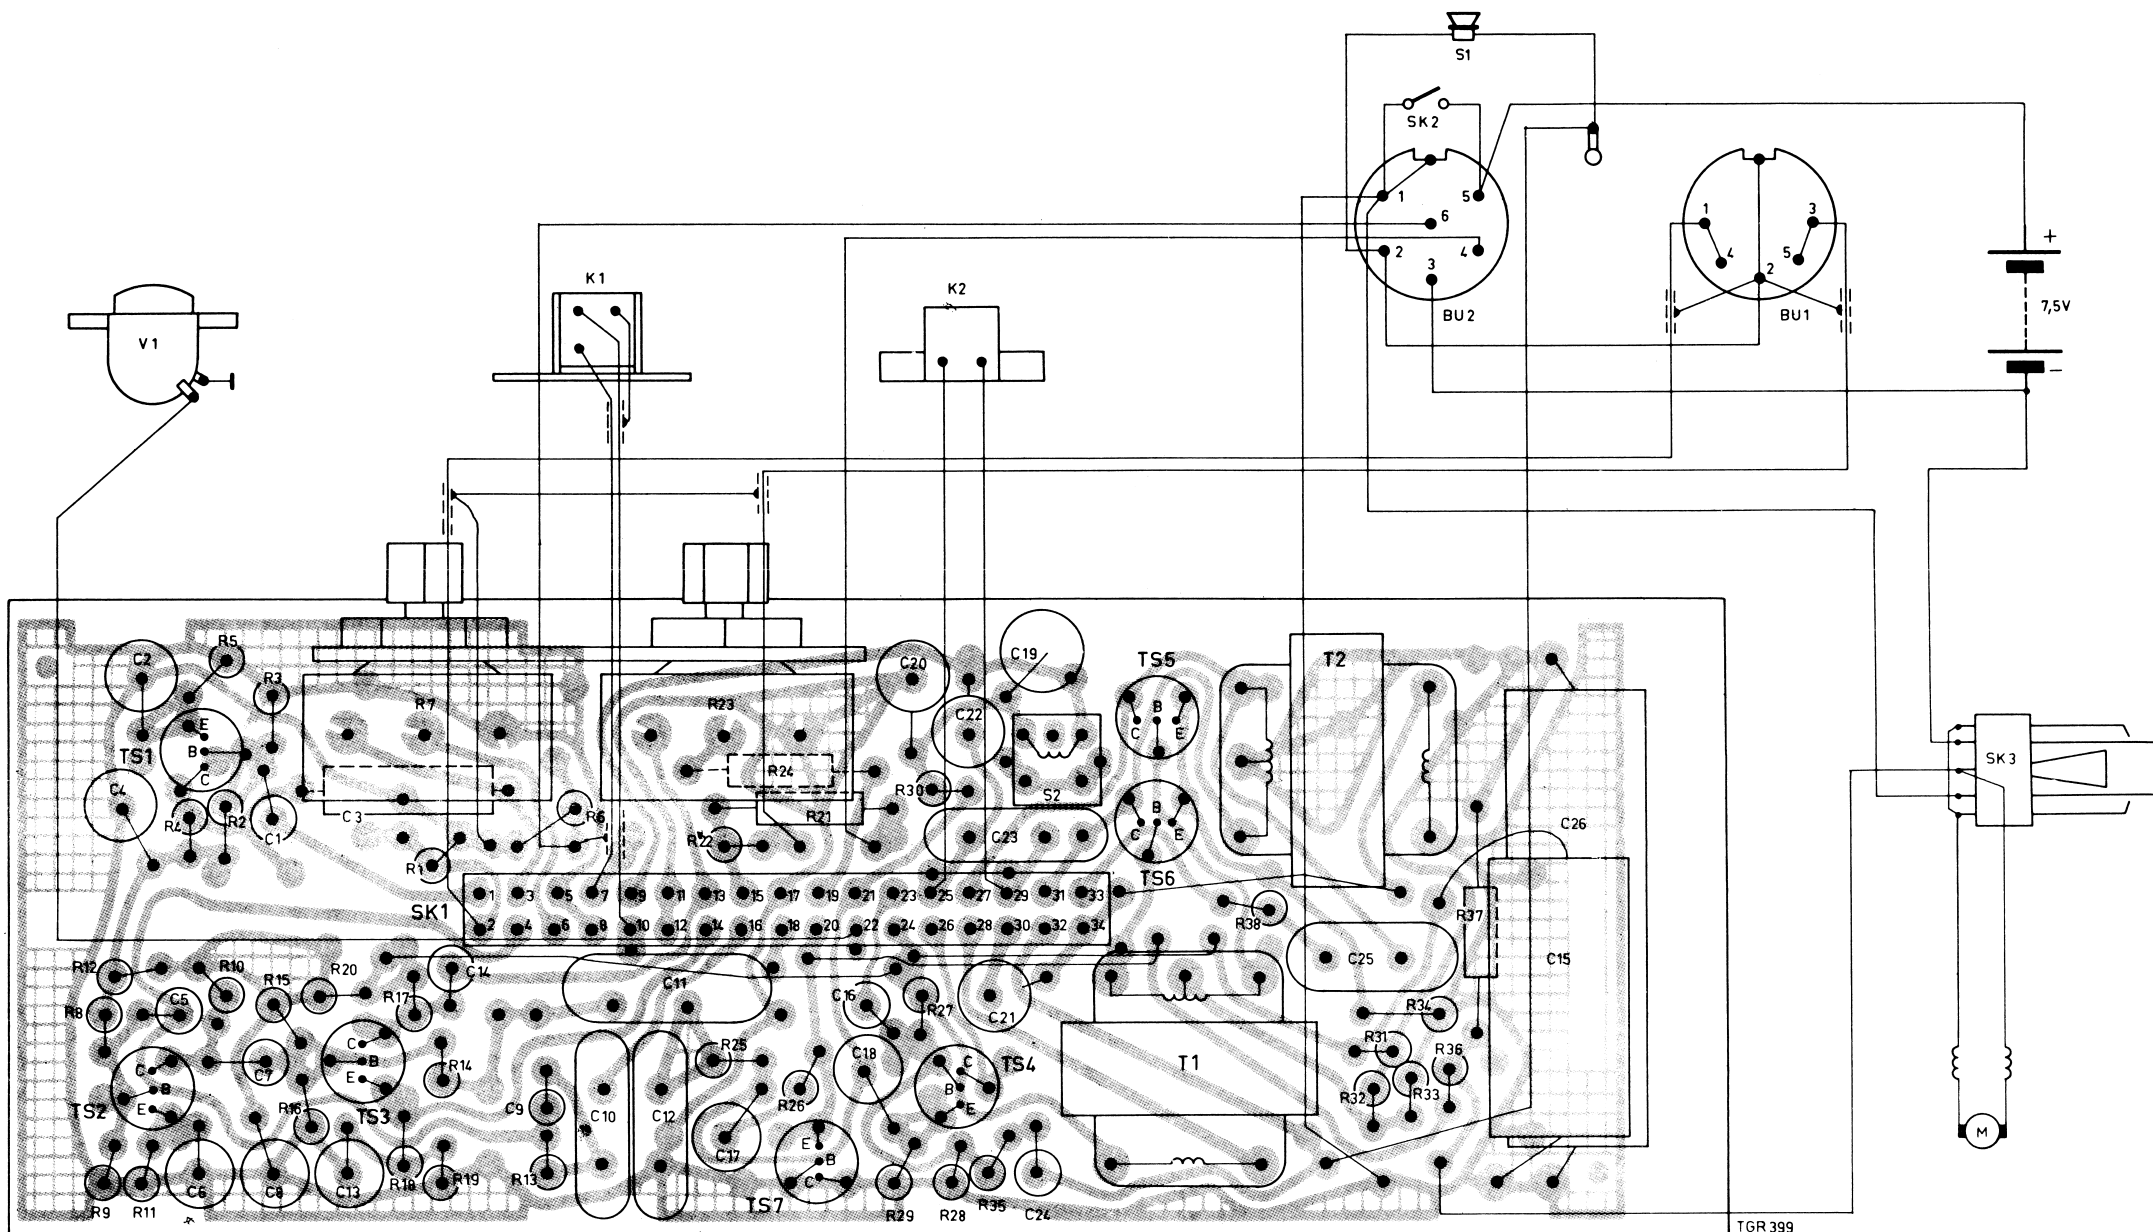 S1
SK2
1
5
6
2
4
3
BU2
1
3
4
5
2
BU1
+
7,5V
−
V1
K1
K2
C2
R5
R3
E
B
C
TS1
C4
R4
R2
C1
R7
C3
R1
R6
R23
R24
R21
R22
C20
C22
C19
R30
S2
C23
TS5
B
C
E
B
C
E
TS6
T2
C26
SK3
SK1
1
3
5
7
9
11
13
15
17
19
21
23
25
27
29
31
33
2
4
6
8
10
12
14
16
18
20
22
24
26
28
30
32
34
R38
R37
C25
C15
R12
R10
R15
R20
R17
C14
C11
C16
R27
C21
R34
R8
C5
C
B
E
TS2
C7
C
B
E
TS3
R14
R16
C9
C10
C12
R25
R26
C18
C
B
E
TS4
T1
R31
R36
R32
R33
M
R9
R11
C6
C8
C13
R18
R19
R13
C17
E
B
C
TS7
R29
R28
R35
C24
TGR399